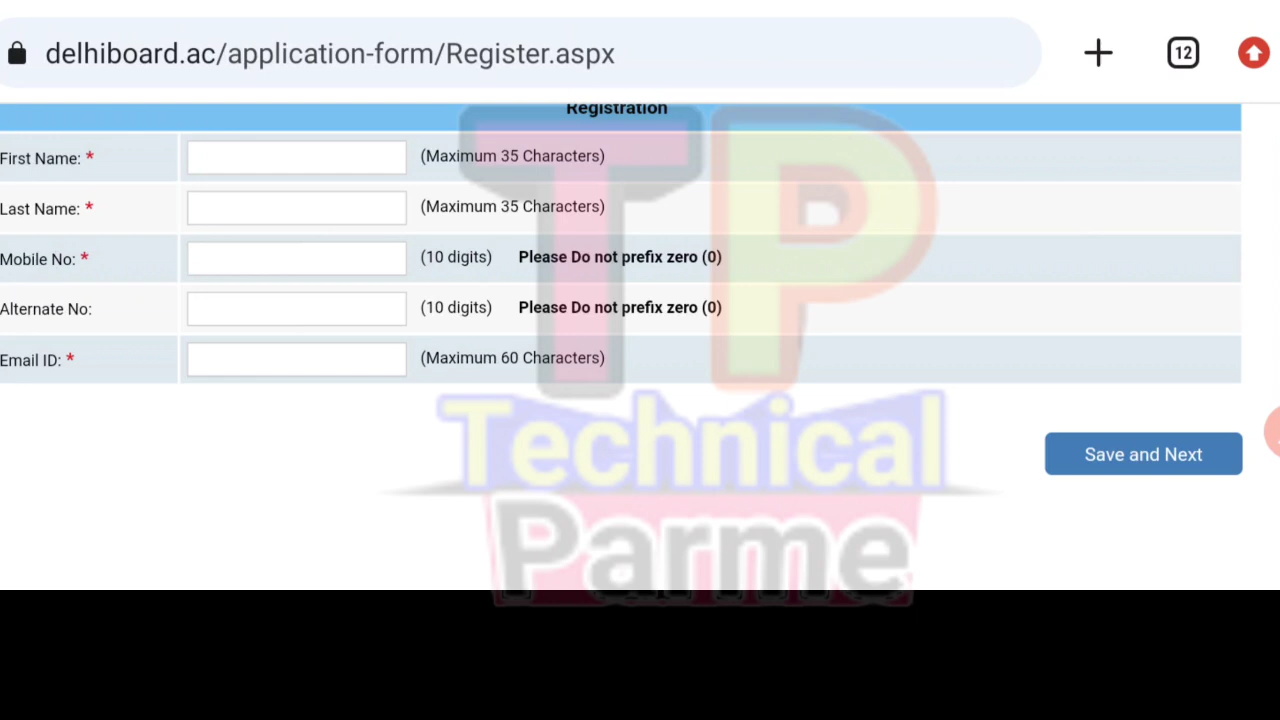 delhiboard.ac/application-form/Register.aspx
12
Registration
First Name: * (Maximum 35 Characters)
Last Name: * (Maximum 35 Characters)
Mobile No: * (10 digits) Please Do not prefix zero (0)
Alternate No: (10 digits) Please Do not prefix zero (0)
Email ID: * (Maximum 60 Characters)
Save and Next
TP
Technical
Parme